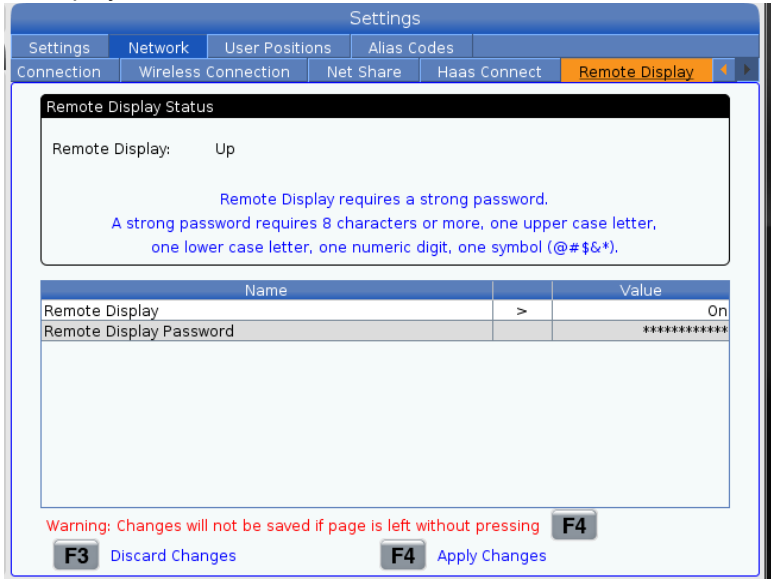 Settings
Settings Network User Positions Alias Codes
Connection Wireless Connection Net Share Haas Connect Remote Display
Remote Display Status
Remote Display: Up
Remote Display requires a strong password.
A strong password requires 8 characters or more, one upper case letter,
one lower case letter, one numeric digit, one symbol (@#$&*).
Name Value
Remote Display > On
Remote Display Password ************
Warning: Changes will not be saved if page is left without pressing F4
F3 Discard Changes F4 Apply Changes